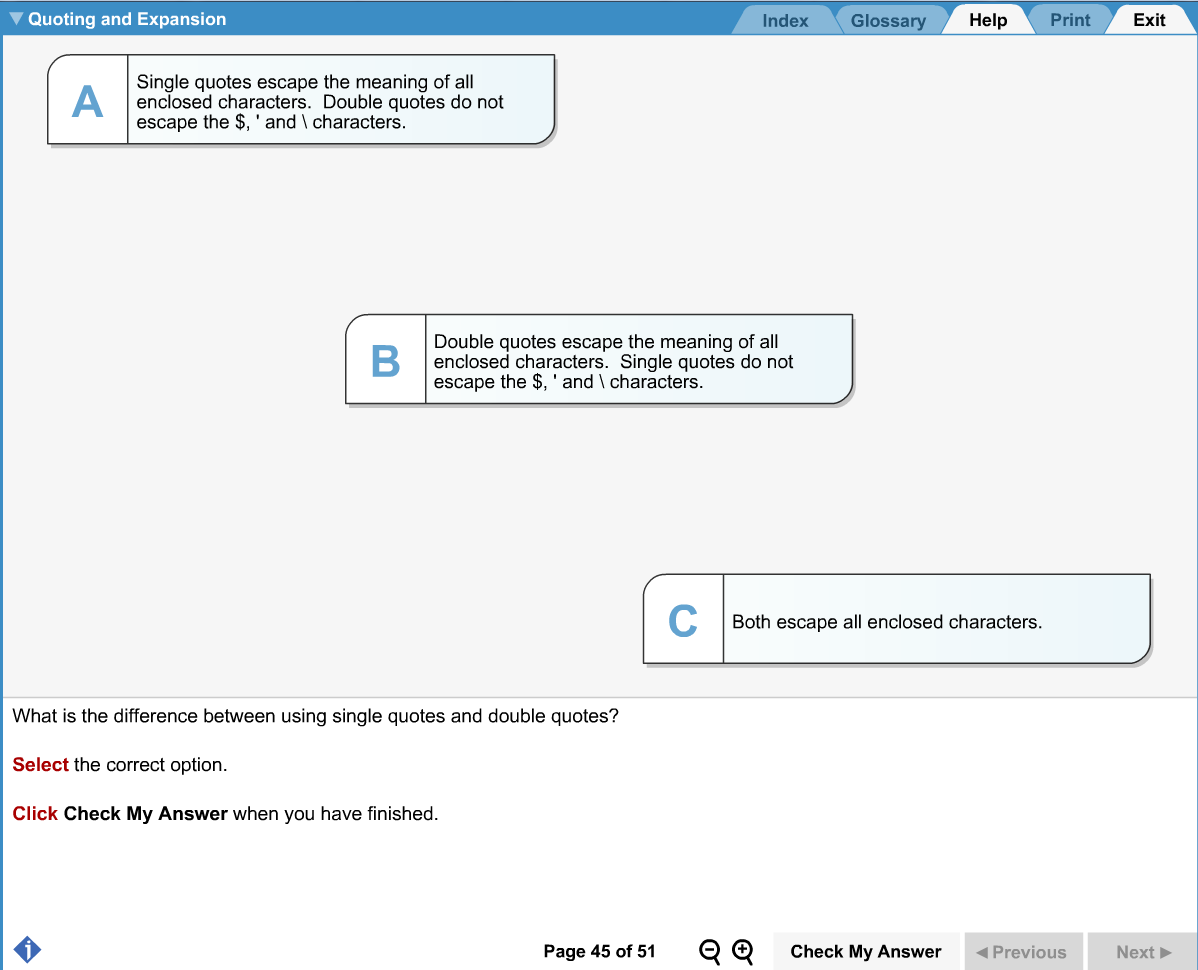 ▼ Quoting and Expansion
Index Glossary Help Print Exit
A
Single quotes escape the meaning of all
enclosed characters.  Double quotes do not
escape the $, ' and \ characters.
B
Double quotes escape the meaning of all
enclosed characters.  Single quotes do not
escape the $, ' and \ characters.
C
Both escape all enclosed characters.
What is the difference between using single quotes and double quotes?
Select the correct option.
Click Check My Answer when you have finished.
i
Page 45 of 51
Check My Answer
◀ Previous
Next ▶